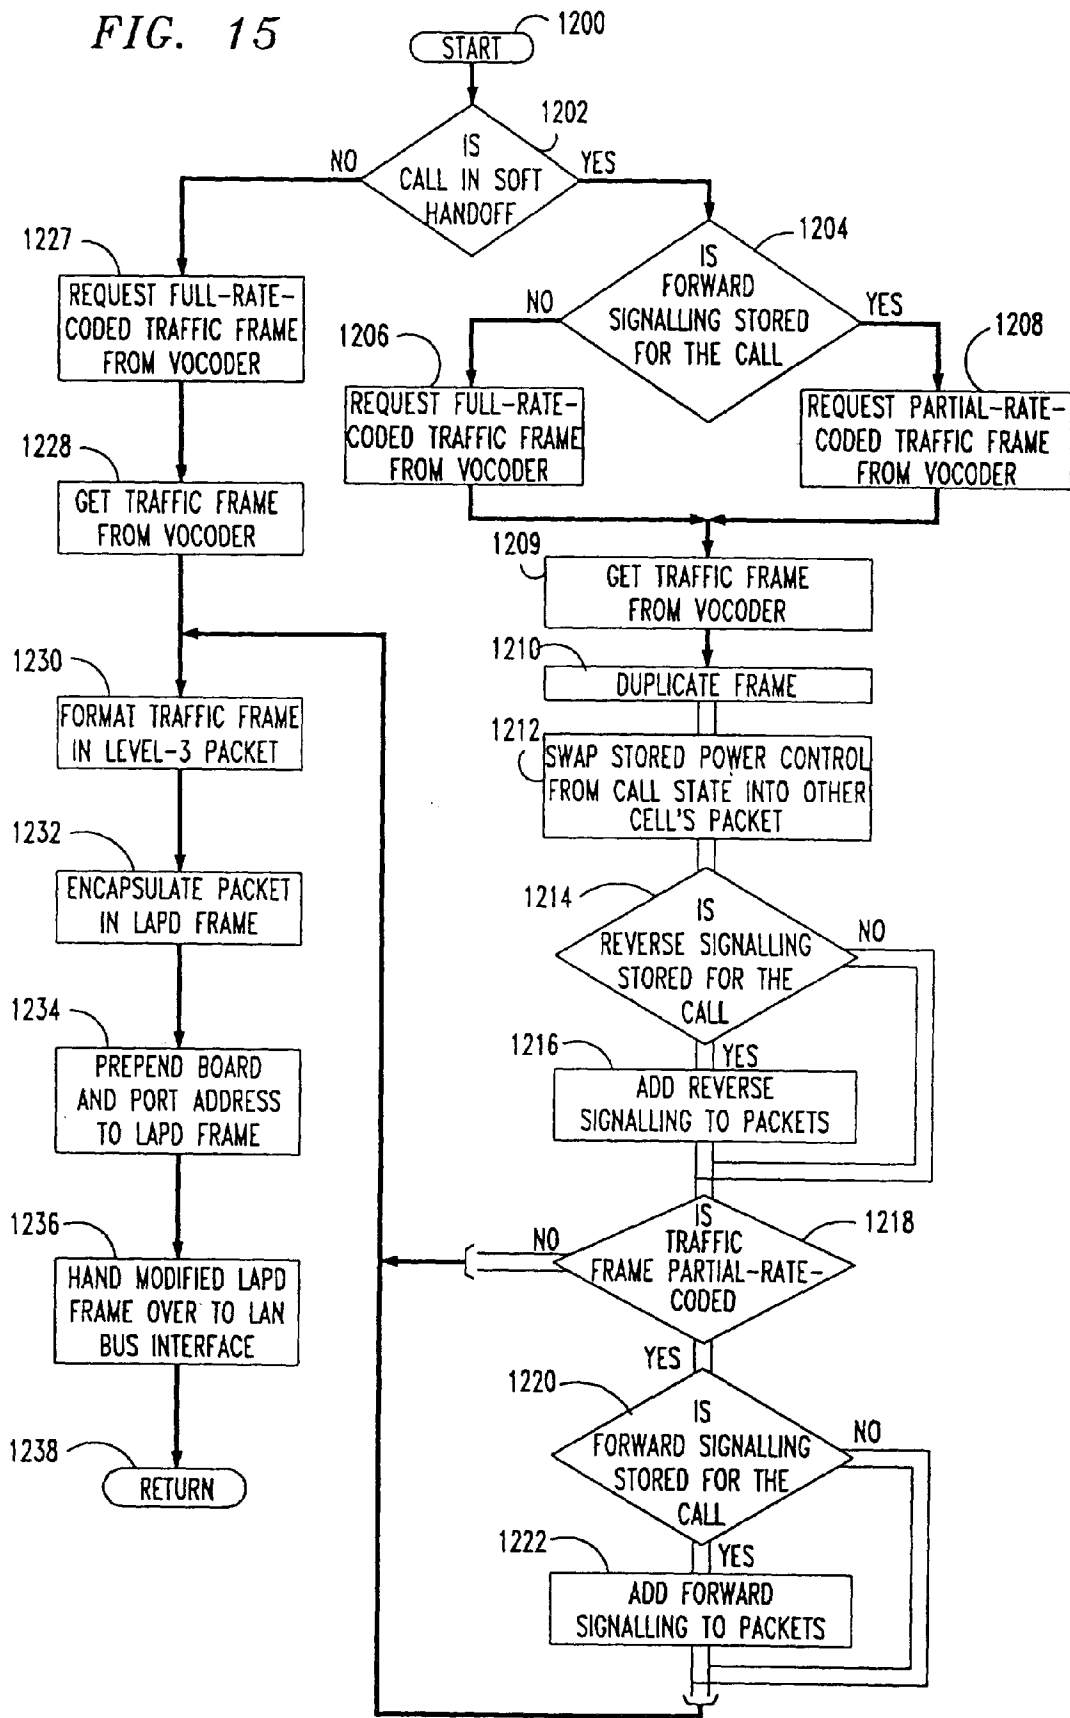 FIG. 15
1200
START
1202
IS
CALL IN SOFT
HANDOFF
NO
YES
1204
IS
FORWARD
SIGNALLING STORED
FOR THE CALL
NO
YES
1227
REQUEST FULL-RATE-
CODED TRAFFIC FRAME
FROM VOCODER
1206
REQUEST FULL-RATE-
CODED TRAFFIC FRAME
FROM VOCODER
1208
REQUEST PARTIAL-RATE-
CODED TRAFFIC FRAME
FROM VOCODER
1228
GET TRAFFIC FRAME
FROM VOCODER
1209
GET TRAFFIC FRAME
FROM VOCODER
1210
DUPLICATE FRAME
1212
SWAP STORED POWER CONTROL
FROM CALL STATE INTO OTHER
CELL'S PACKET
1214
IS
REVERSE SIGNALLING
STORED FOR THE
CALL
NO
YES
1216
ADD REVERSE
SIGNALLING TO PACKETS
1218
IS
TRAFFIC
FRAME PARTIAL-RATE-
CODED
NO
YES
1220
IS
FORWARD SIGNALLING
STORED FOR THE
CALL
NO
YES
1222
ADD FORWARD
SIGNALLING TO PACKETS
1230
FORMAT TRAFFIC FRAME
IN LEVEL-3 PACKET
1232
ENCAPSULATE PACKET
IN LAPD FRAME
1234
PREPEND BOARD
AND PORT ADDRESS
TO LAPD FRAME
1236
HAND MODIFIED LAPD
FRAME OVER TO LAN
BUS INTERFACE
1238
RETURN